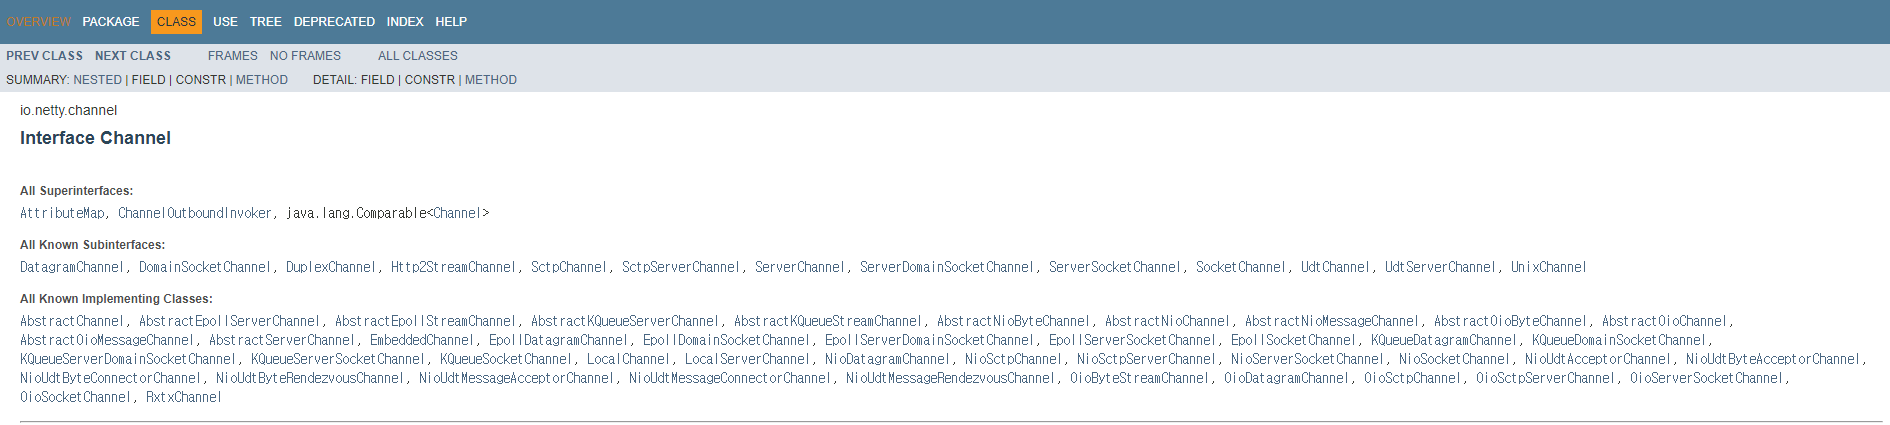 OVERVIEW PACKAGE CLASS USE TREE DEPRECATED INDEX HELP
PREV CLASS NEXT CLASS FRAMES NO FRAMES ALL CLASSES
SUMMARY: NESTED | FIELD | CONSTR | METHOD DETAIL: FIELD | CONSTR | METHOD
io.netty.channel
Interface Channel
All Superinterfaces:
AttributeMap, ChannelOutboundInvoker, java.lang.Comparable<Channel>
All Known Subinterfaces:
DatagramChannel, DomainSocketChannel, DuplexChannel, Http2StreamChannel, SctpChannel, SctpServerChannel, ServerChannel, ServerDomainSocketChannel, ServerSocketChannel, SocketChannel, UdtChannel, UdtServerChannel, UnixChannel
All Known Implementing Classes:
AbstractChannel, AbstractEpollServerChannel, AbstractEpollStreamChannel, AbstractKQueueServerChannel, AbstractKQueueStreamChannel, AbstractNioByteChannel, AbstractNioChannel, AbstractNioMessageChannel, AbstractOioByteChannel, AbstractOioChannel,
AbstractOioMessageChannel, AbstractServerChannel, EmbeddedChannel, EpollDatagramChannel, EpollDomainSocketChannel, EpollServerDomainSocketChannel, EpollServerSocketChannel, EpollSocketChannel, KQueueDatagramChannel, KQueueDomainSocketChannel,
KQueueServerDomainSocketChannel, KQueueServerSocketChannel, KQueueSocketChannel, LocalChannel, LocalServerChannel, NioDatagramChannel, NioSctpChannel, NioSctpServerChannel, NioServerSocketChannel, NioSocketChannel, NioUdtAcceptorChannel, NioUdtByteAcceptorChannel,
NioUdtByteConnectorChannel, NioUdtByteRendezvousChannel, NioUdtMessageAcceptorChannel, NioUdtMessageConnectorChannel, NioUdtMessageRendezvousChannel, OioByteStreamChannel, OioDatagramChannel, OioSctpChannel, OioSctpServerChannel, OioServerSocketChannel,
OioSocketChannel, RxtxChannel